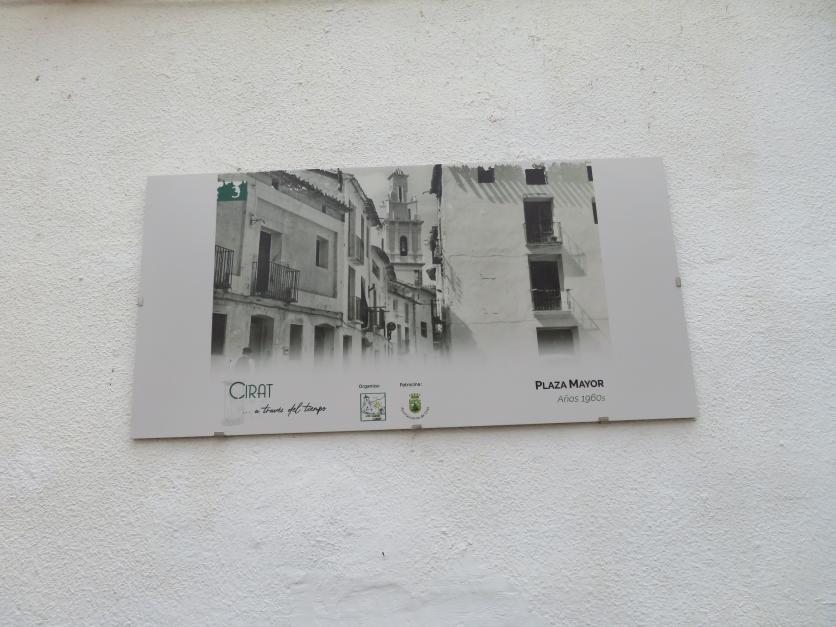 3
CIRAT
... a través del tiempo
Organiza:
Patrocina:
PLAZA MAYOR
Años 1960s